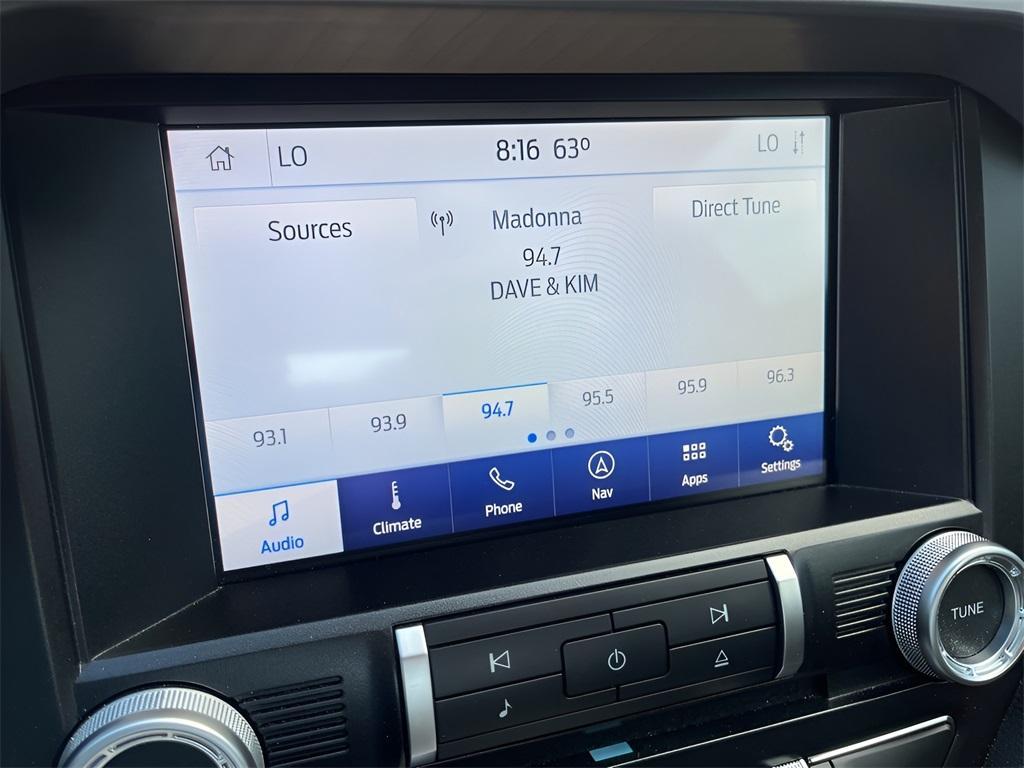 LO
8:16 63º
LO
Sources
Madonna
Direct Tune
94.7
DAVE & KIM
93.1
93.9
94.7
95.5
95.9
96.3
Audio
Climate
Phone
Nav
Apps
Settings
TUNE